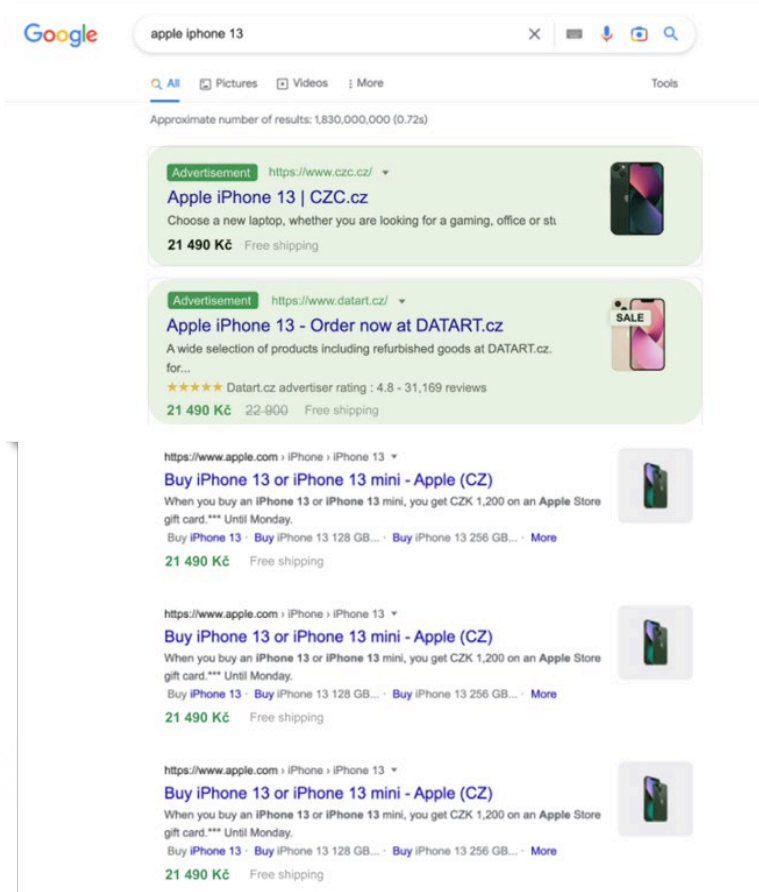 Google
apple iphone 13
All Pictures Videos More Tools
Approximate number of results: 1,830,000,000 (0.72s)
Advertisement https://www.czc.cz/
Apple iPhone 13 | CZC.cz
Choose a new laptop, whether you are looking for a gaming, office or stu
21 490 Kč Free shipping
Advertisement https://www.datart.cz/
Apple iPhone 13 - Order now at DATART.cz
SALE
A wide selection of products including refurbished goods at DATART.cz.
for...
★★★★★ Datart.cz advertiser rating : 4.8 - 31,169 reviews
21 490 Kč 22 900 Free shipping
https://www.apple.com › iPhone › iPhone 13
Buy iPhone 13 or iPhone 13 mini - Apple (CZ)
When you buy an iPhone 13 or iPhone 13 mini, you get CZK 1,200 on an Apple Store
gift card.*** Until Monday.
Buy iPhone 13 · Buy iPhone 13 128 GB... · Buy iPhone 13 256 GB... · More
21 490 Kč Free shipping
https://www.apple.com › iPhone › iPhone 13
Buy iPhone 13 or iPhone 13 mini - Apple (CZ)
When you buy an iPhone 13 or iPhone 13 mini, you get CZK 1,200 on an Apple Store
gift card.*** Until Monday.
Buy iPhone 13 · Buy iPhone 13 128 GB... · Buy iPhone 13 256 GB... · More
21 490 Kč Free shipping
https://www.apple.com › iPhone › iPhone 13
Buy iPhone 13 or iPhone 13 mini - Apple (CZ)
When you buy an iPhone 13 or iPhone 13 mini, you get CZK 1,200 on an Apple Store
gift card.*** Until Monday.
Buy iPhone 13 · Buy iPhone 13 128 GB... · Buy iPhone 13 256 GB... · More
21 490 Kč Free shipping